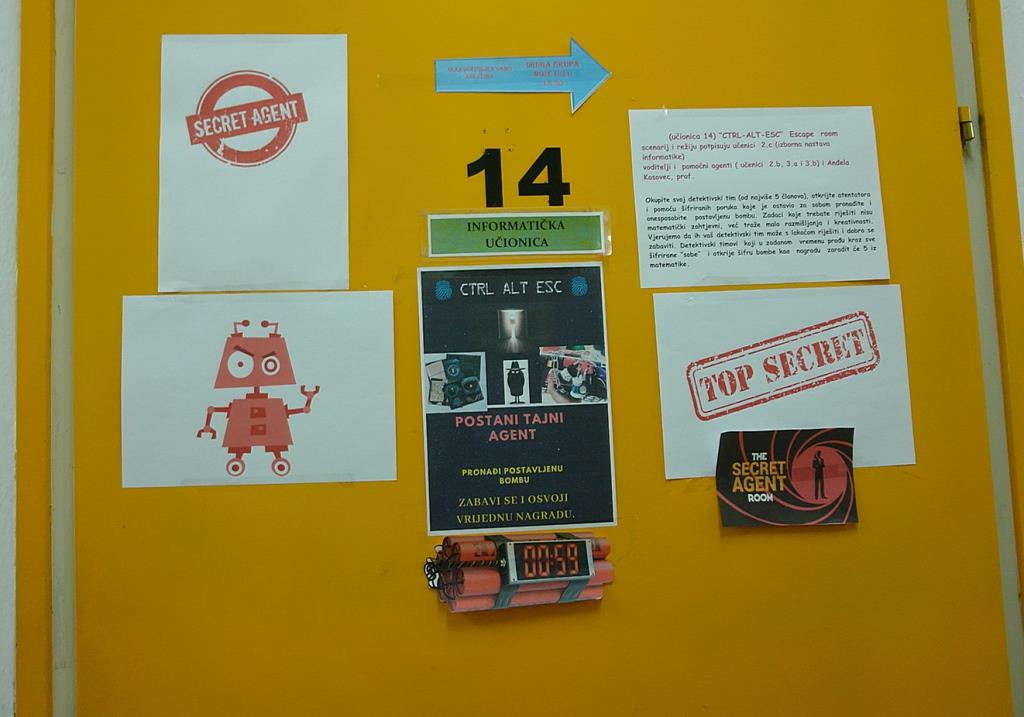 SECRET AGENT
14
INFORMATIČKA
UČIONICA
(učionica 14) "CTRL-ALT-ESC" Escape room
scenarij i režiju potpisuju učenici 2.c (izborna nastava
informatike)
voditelji i pomoćni agenti ( učenici 2.b, 3.a i 3.b) i Anđela
Kosovec, prof.
Okupite svoj detektivski tim (od najviše 5 članova), otkrijte atentatora
i pomoću šifriranih poruka koje je ostavio za sobom pronađite i
onesposobite postavljenu bombu. Zadaci koje trebate riješiti nisu
matematički zahtjevni, već traže malo razmišljanja i kreativnosti.
Vjerujemo da ih vaš detektivski tim može s lakoćom riješiti i dobro se
zabaviti. Detektivski timovi koji u zadanom vremenu prođu kroz sve
šifrirane "sobe" i otkrije šifru bombe kao nagradu zaradit će 5 iz
matematike.
CTRL ALT ESC
POSTANI TAJNI
AGENT
PRONAĐI POSTAVLJENU
BOMBU
ZABAVI SE I OSVOJI
VRIJEDNU NAGRADU.
TOP SECRET
THE
SECRET
AGENT
ROOM
00:59